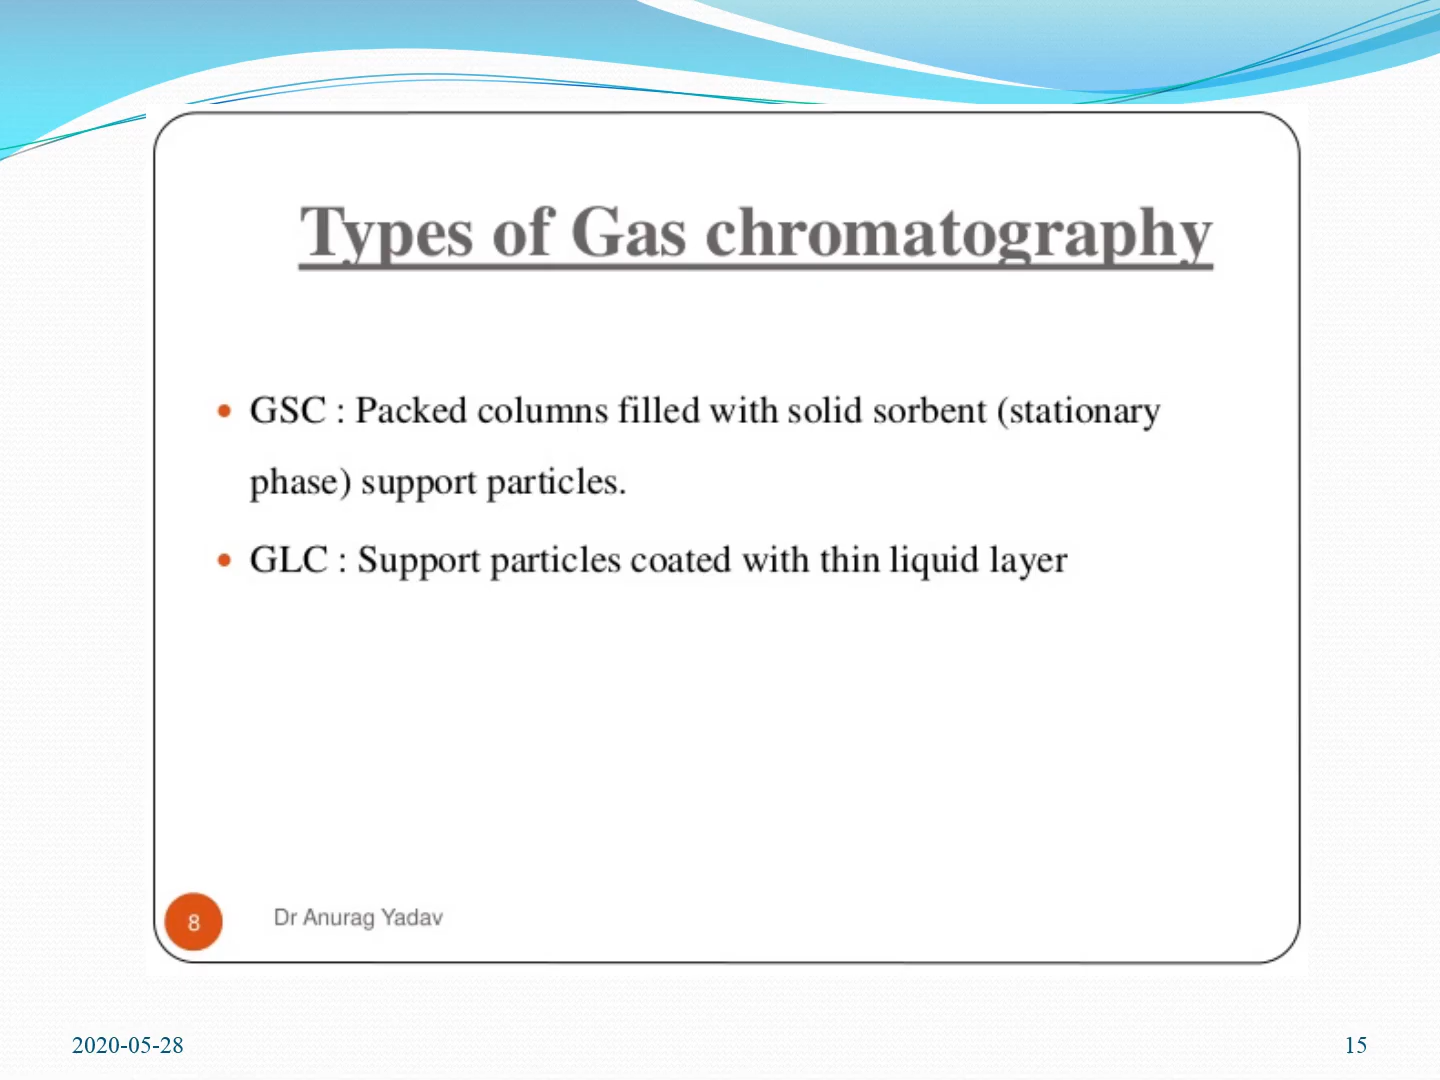 Types of Gas chromatography
• GSC : Packed columns filled with solid sorbent (stationary
phase) support particles.
• GLC : Support particles coated with thin liquid layer
8 Dr Anurag Yadav
2020-05-28 15